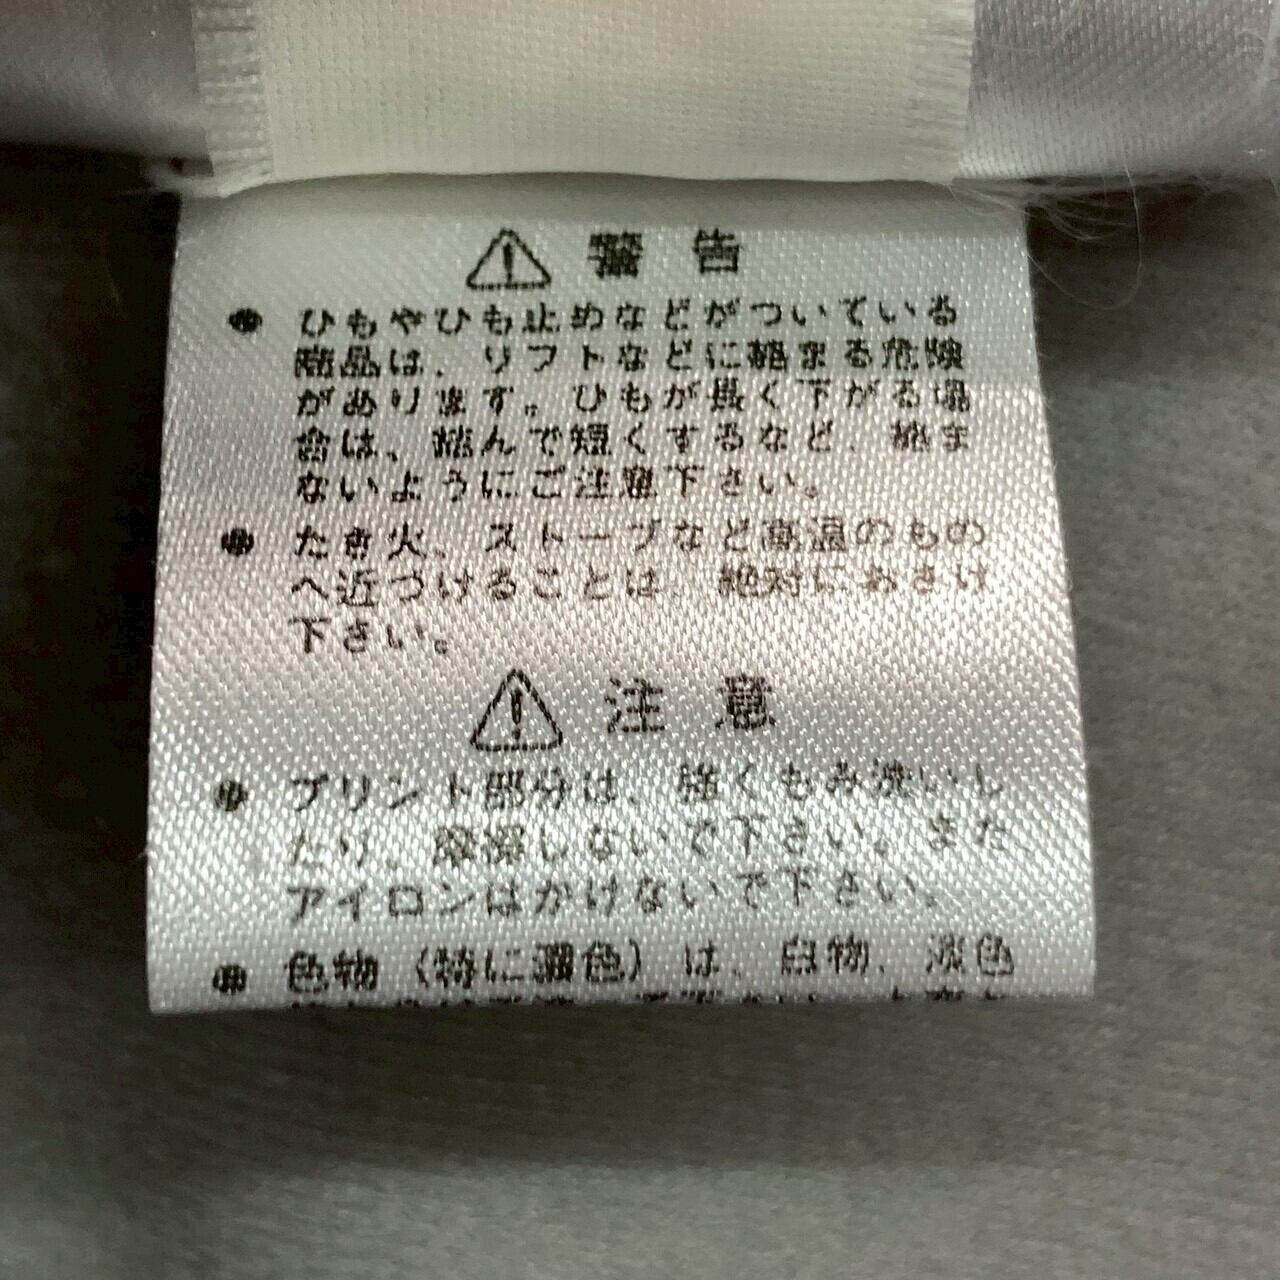 警告
● ひもやひも止めなどがついている
商品は、リフトなどに絡まる危険
があります。ひもが長く下がる場
合は、結んで短くするなど、絡ま
ないようにご注意下さい。
● たき火、ストーブなど高温のもの
へ近づけることは、絶対におさけ
下さい。
注意
● プリント部分は、強くもみ洗いし
たり、摩擦しないで下さい。また、
アイロンはかけないで下さい。
● 色物（特に濃色）は、白物、淡色